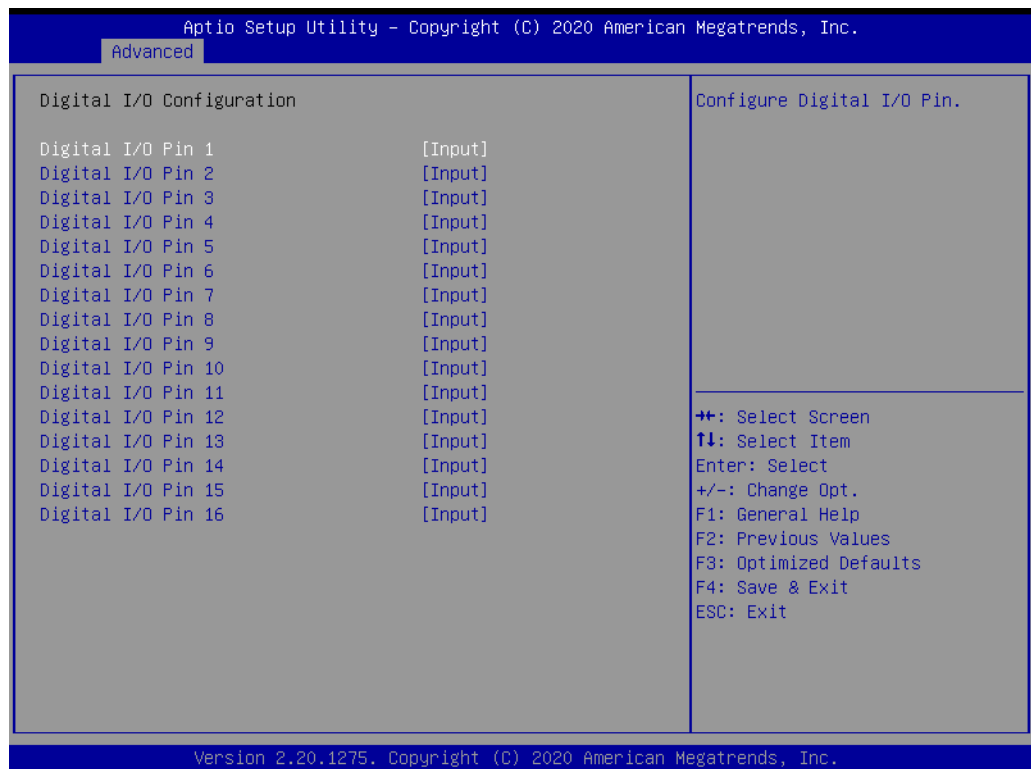 Aptio Setup Utility – Copyright (C) 2020 American Megatrends, Inc.
Advanced
Digital I/O Configuration
Digital I/O Pin 1 [Input]
Digital I/O Pin 2 [Input]
Digital I/O Pin 3 [Input]
Digital I/O Pin 4 [Input]
Digital I/O Pin 5 [Input]
Digital I/O Pin 6 [Input]
Digital I/O Pin 7 [Input]
Digital I/O Pin 8 [Input]
Digital I/O Pin 9 [Input]
Digital I/O Pin 10 [Input]
Digital I/O Pin 11 [Input]
Digital I/O Pin 12 [Input]
Digital I/O Pin 13 [Input]
Digital I/O Pin 14 [Input]
Digital I/O Pin 15 [Input]
Digital I/O Pin 16 [Input]
Configure Digital I/O Pin.
→←: Select Screen
↑↓: Select Item
Enter: Select
+/-: Change Opt.
F1: General Help
F2: Previous Values
F3: Optimized Defaults
F4: Save & Exit
ESC: Exit
Version 2.20.1275. Copyright (C) 2020 American Megatrends, Inc.